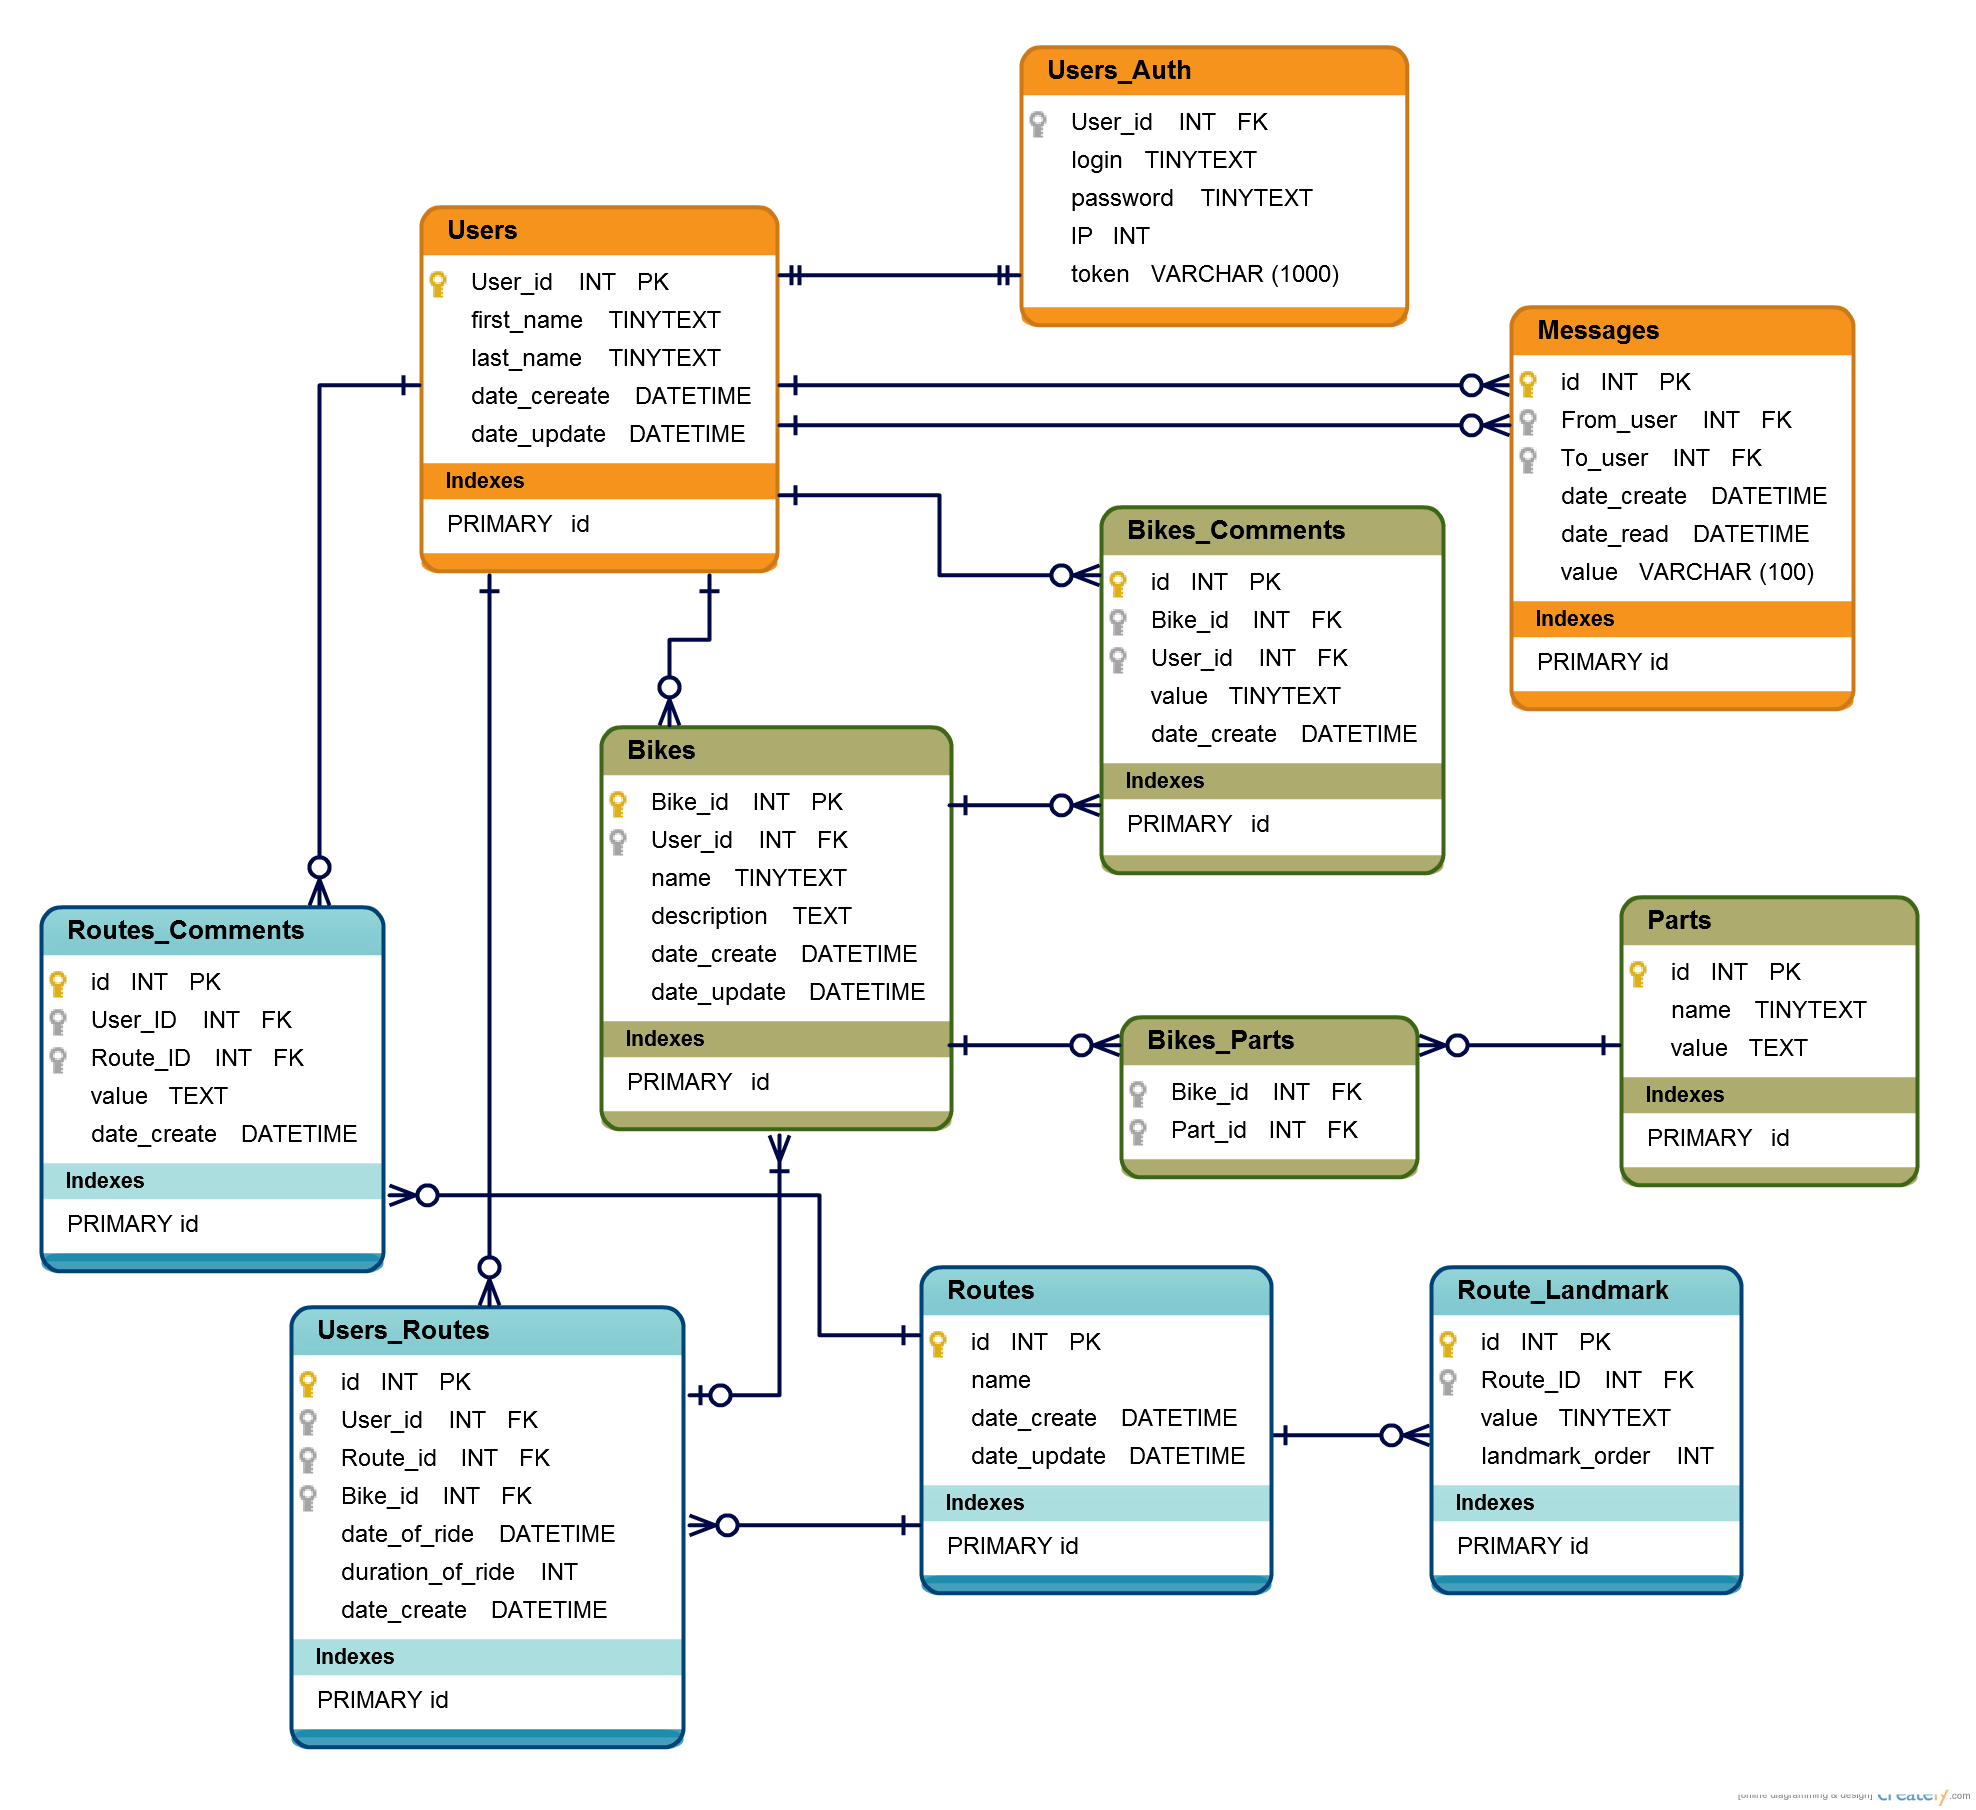 Users_Auth
User_id INT FK
login TINYTEXT
password TINYTEXT
IP INT
token VARCHAR (1000)
Users
User_id INT PK
first_name TINYTEXT
last_name TINYTEXT
date_cereate DATETIME
date_update DATETIME
Indexes
PRIMARY id
Messages
id INT PK
From_user INT FK
To_user INT FK
date_create DATETIME
date_read DATETIME
value VARCHAR (100)
Indexes
PRIMARY id
Bikes_Comments
id INT PK
Bike_id INT FK
User_id INT FK
value TINYTEXT
date_create DATETIME
Indexes
PRIMARY id
Bikes
Bike_id INT PK
User_id INT FK
name TINYTEXT
description TEXT
date_create DATETIME
date_update DATETIME
Indexes
PRIMARY id
Routes_Comments
id INT PK
User_ID INT FK
Route_ID INT FK
value TEXT
date_create DATETIME
Indexes
PRIMARY id
Parts
id INT PK
name TINYTEXT
value TEXT
Indexes
PRIMARY id
Bikes_Parts
Bike_id INT FK
Part_id INT FK
Users_Routes
id INT PK
User_id INT FK
Route_id INT FK
Bike_id INT FK
date_of_ride DATETIME
duration_of_ride INT
date_create DATETIME
Indexes
PRIMARY id
Routes
id INT PK
name
date_create DATETIME
date_update DATETIME
Indexes
PRIMARY id
Route_Landmark
id INT PK
Route_ID INT FK
value TINYTEXT
landmark_order INT
Indexes
PRIMARY id
[online diagramming & design] creately.com